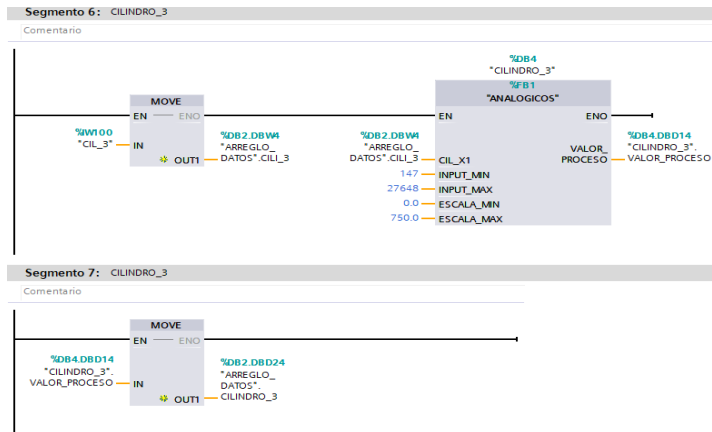 Segmento 6: CILINDRO_3
Comentario
%DB4
"CILINDRO_3"
%FB1
"ANALOGICOS"
MOVE
EN ENO
EN ENO
%IW100
"CIL_3" IN
OUT1
%DB2.DBW4
"ARREGLO_
DATOS".CILI_3
%DB2.DBW4
"ARREGLO_
DATOS".CILI_3 CIL_X1
147 INPUT_MIN
27648 INPUT_MAX
0.0 ESCALA_MIN
750.0 ESCALA_MAX
VALOR_
PROCESO
%DB4.DBD14
"CILINDRO_3".
VALOR_PROCESO
Segmento 7: CILINDRO_3
Comentario
MOVE
EN ENO
%DB4.DBD14
"CILINDRO_3".
VALOR_PROCESO IN
OUT1
%DB2.DBD24
"ARREGLO_
DATOS".
CILINDRO_3